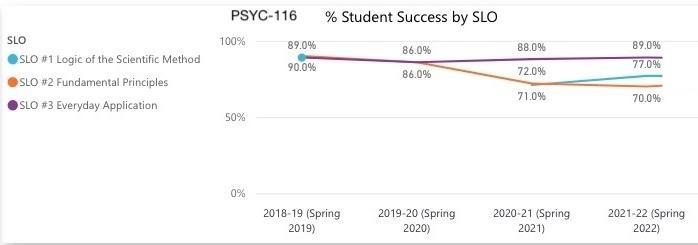 PSYC-116 % Student Success by SLO
SLO
SLO #1 Logic of the Scientific Method
SLO #2 Fundamental Principles
SLO #3 Everyday Application
100%
50%
0%
89.0%
90.0%
86.0%
86.0%
88.0%
72.0%
71.0%
89.0%
77.0%
70.0%
2018-19 (Spring
2019)
2019-20 (Spring
2020)
2020-21 (Spring
2021)
2021-22 (Spring
2022)